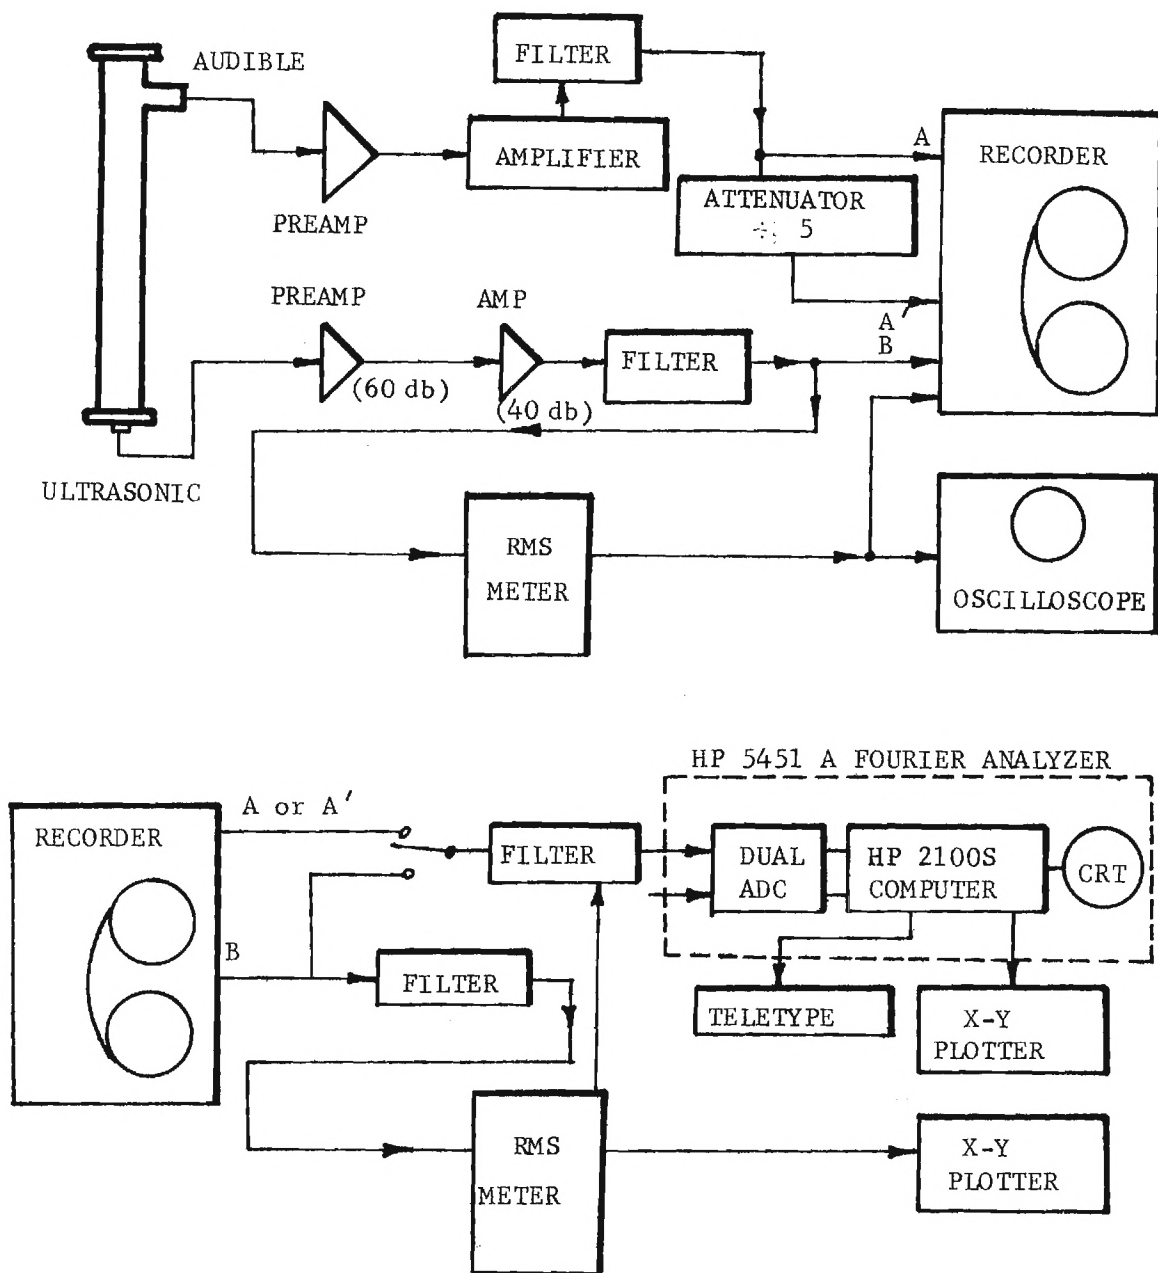 FILTER
AUDIBLE
AMPLIFIER
RECORDER
A
ATTENUATOR
÷ 5
PREAMP
PREAMP
AMP
A'
B
FILTER
(60 db)
(40 db)
ULTRASONIC
RMS
METER
OSCILLOSCOPE
HP 5451 A FOURIER ANALYZER
A or A'
RECORDER
FILTER
DUAL
ADC
HP 2100S
COMPUTER
CRT
B
FILTER
TELETYPE
X-Y
PLOTTER
RMS
METER
X-Y
PLOTTER